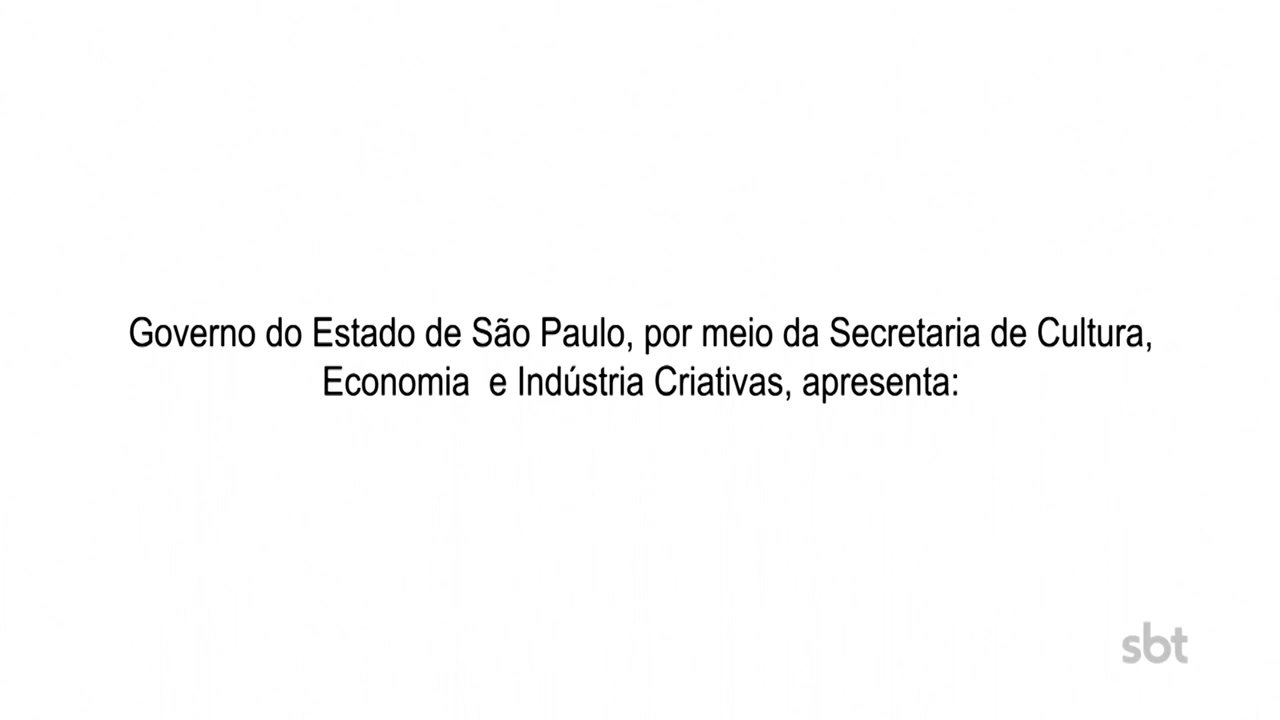 Governo do Estado de São Paulo, por meio da Secretaria de Cultura,
Economia e Indústria Criativas, apresenta:
sbt